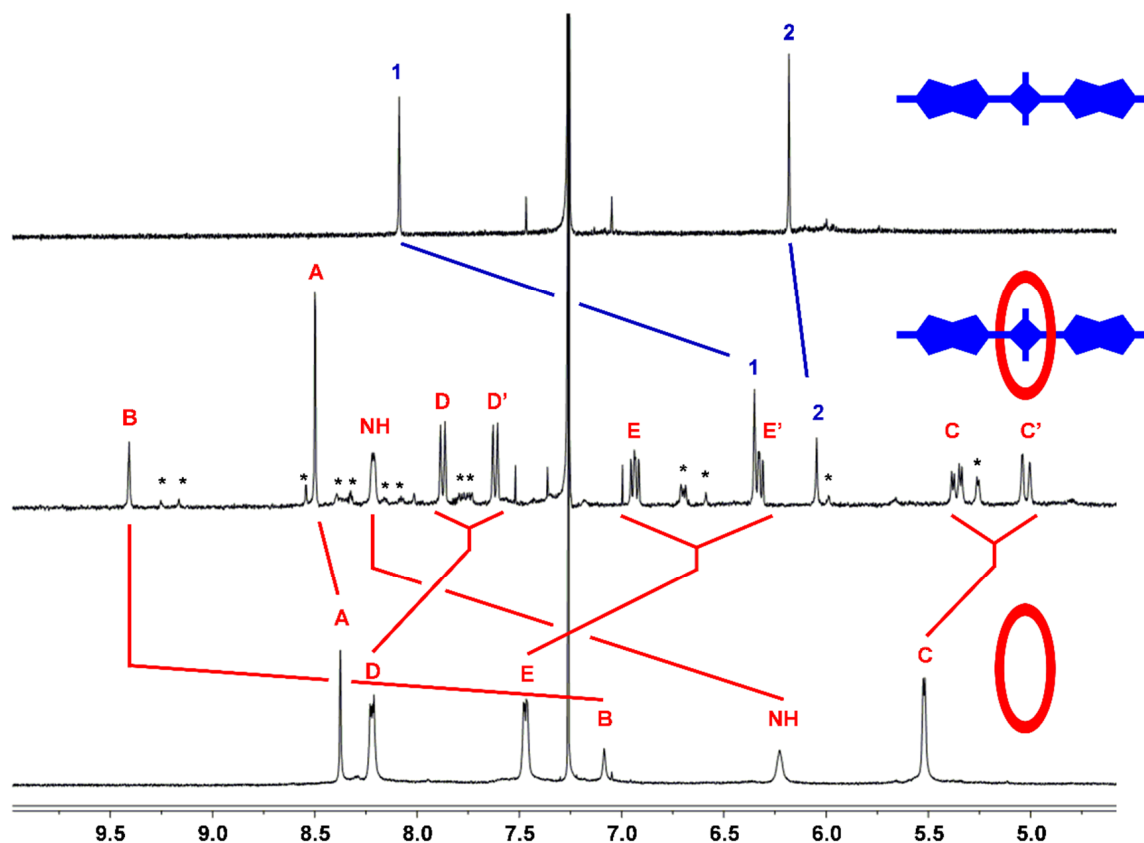 1 2
A
B NH D D' E 1 E' 2 C C'
* * * * * * * * * * * * *
A D E B NH C
9.5 9.0 8.5 8.0 7.5 7.0 6.5 6.0 5.5 5.0